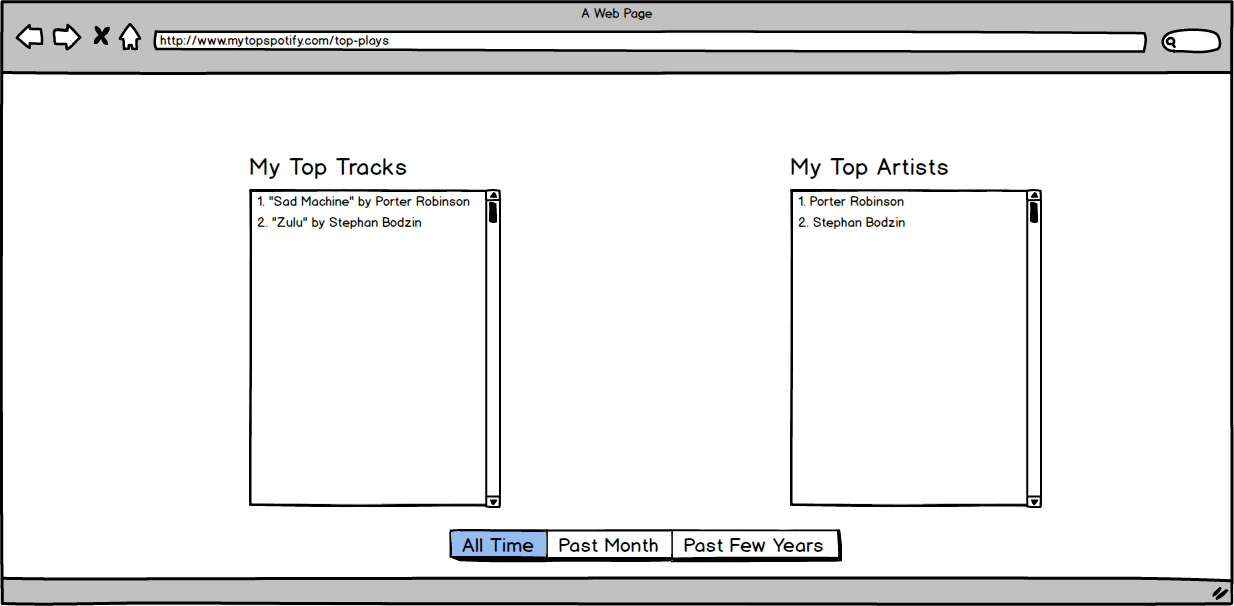 A Web Page
http://www.mytopspotify.com/top-plays
My Top Tracks
1. "Sad Machine" by Porter Robinson
2. "Zulu" by Stephan Bodzin
My Top Artists
1. Porter Robinson
2. Stephan Bodzin
All Time
Past Month
Past Few Years